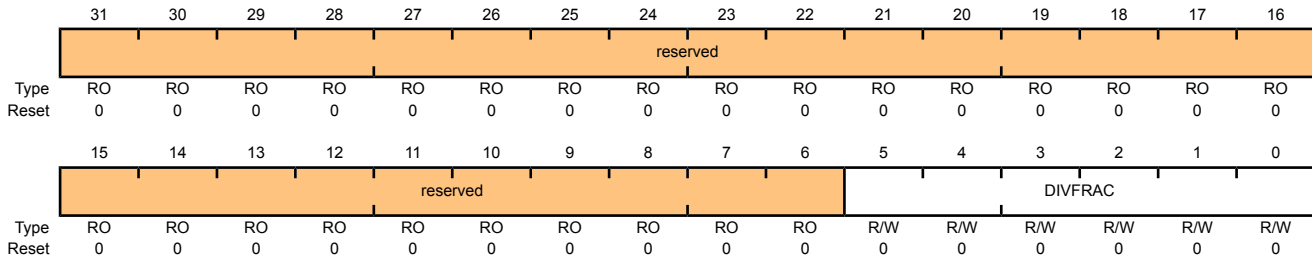 31 30 29 28 27 26 25 24 23 22 21 20 19 18 17 16
reserved
Type RO RO RO RO RO RO RO RO RO RO RO RO RO RO RO RO
Reset 0 0 0 0 0 0 0 0 0 0 0 0 0 0 0 0
15 14 13 12 11 10 9 8 7 6 5 4 3 2 1 0
reserved DIVFRAC
Type RO RO RO RO RO RO RO RO RO RO R/W R/W R/W R/W R/W R/W
Reset 0 0 0 0 0 0 0 0 0 0 0 0 0 0 0 0